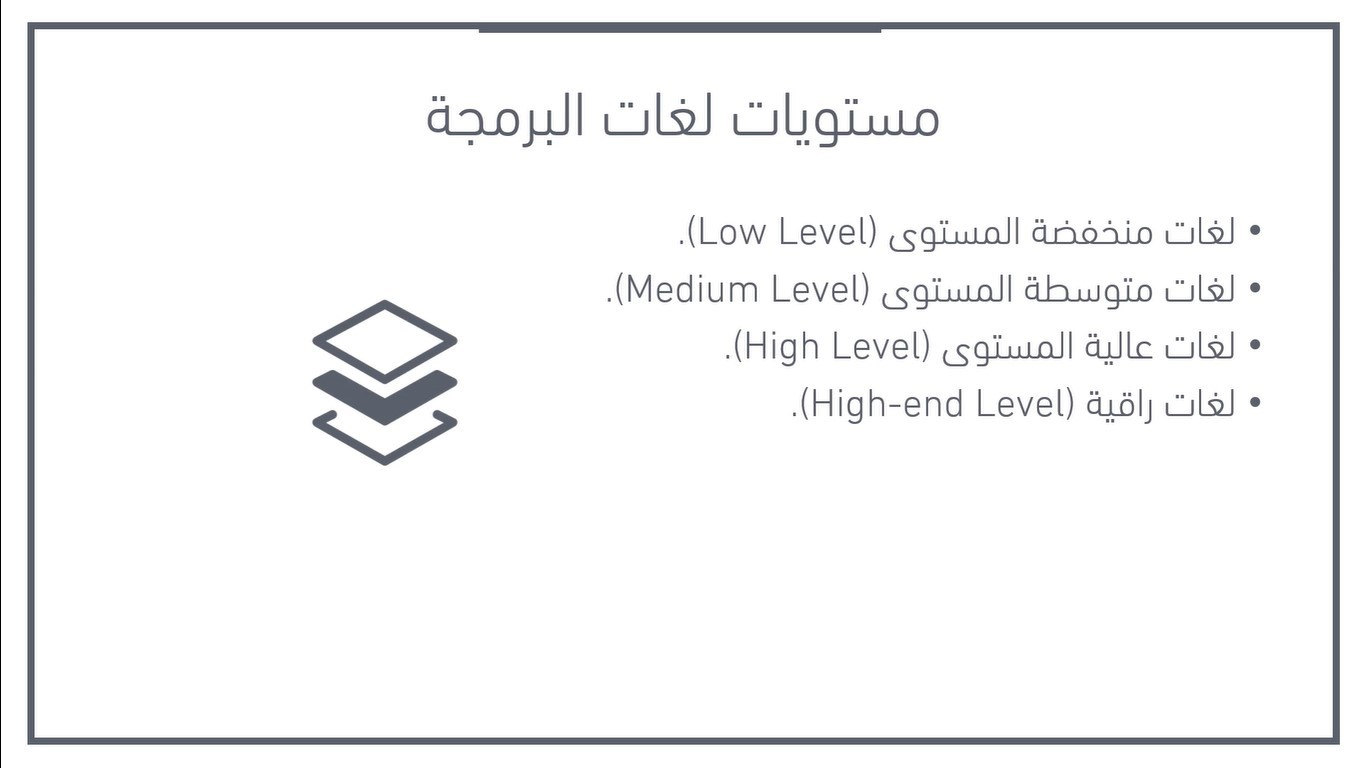 مستويات لغات البرمجة
• لغات منخفضة المستوى (Low Level).
• لغات متوسطة المستوى (Medium Level).
• لغات عالية المستوى (High Level).
• لغات راقية (High-end Level).